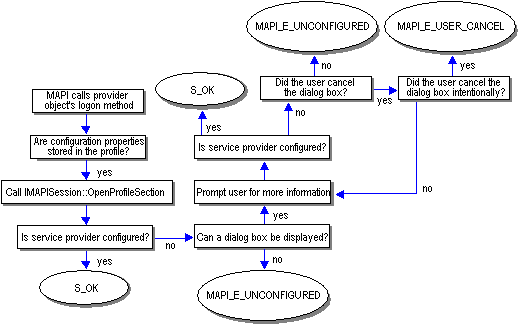 MAPI_E_UNCONFIGURED
MAPI_E_USER_CANCEL
no
yes
MAPI calls provider
object's logon method
S_OK
Did the user cancel
the dialog box?
yes
Did the user cancel the
dialog box intentionally?
Are configuration properties
stored in the profile?
yes
no
Is service provider configured?
yes
Call IMAPISession::OpenProfileSection
Prompt user for more information
no
yes
Is service provider configured?
no
Can a dialog box be displayed?
yes
no
S_OK
MAPI_E_UNCONFIGURED